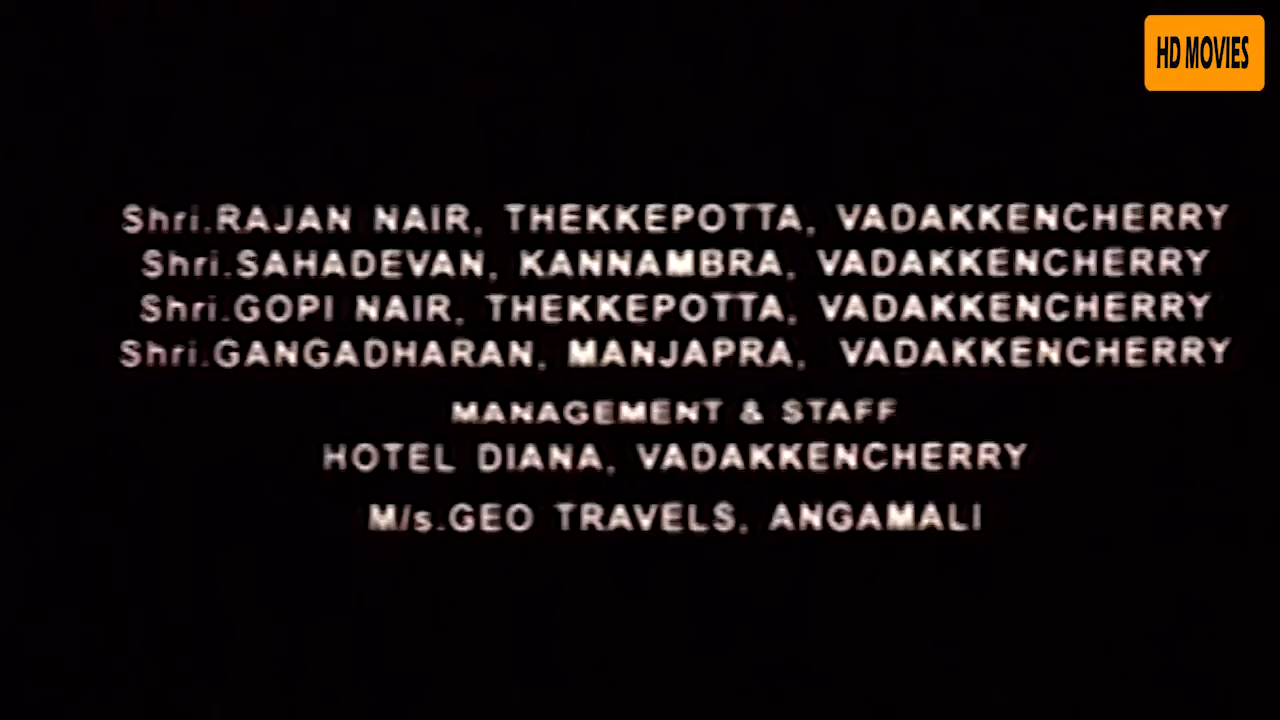 HD MOVIES
Shri.RAJAN NAIR, THEKKEPOTTA, VADAKKENCHERRY
Shri.SAHADEVAN, KANNAMBRA, VADAKKENCHERRY
Shri.GOPI NAIR, THEKKEPOTTA, VADAKKENCHERRY
Shri.GANGADHARAN, MANJAPRA, VADAKKENCHERRY
MANAGEMENT & STAFF
HOTEL DIANA, VADAKKENCHERRY
M/s.GEO TRAVELS, ANGAMALI